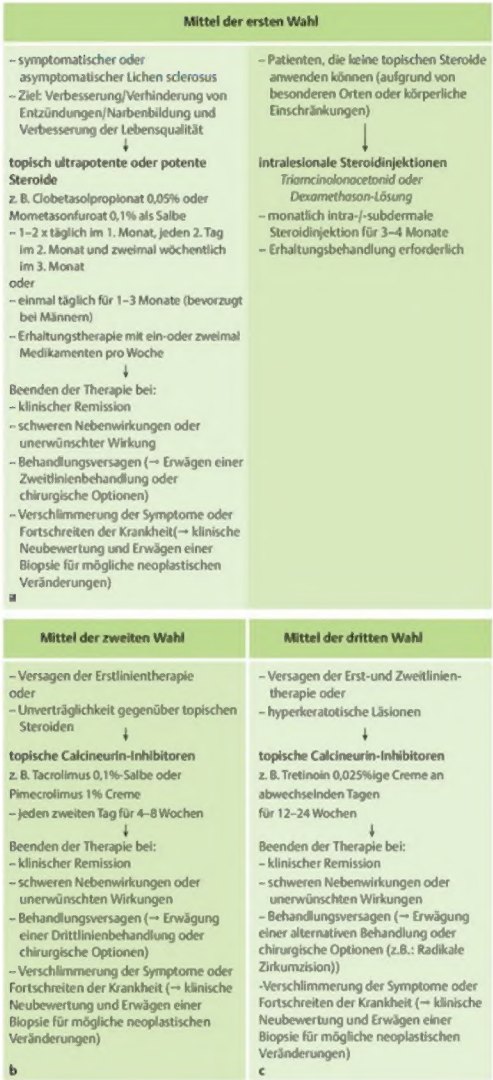 Mittel der ersten Wahl
– symptomatischer oder
asymptomatischer Lichen sclerosus
– Ziel: Verbesserung/Verhinderung von
Entzündungen/Narbenbildung und
Verbesserung der Lebensqualität
↓
topisch ultrapotente oder potente
Steroide
z. B. Clobetasolpropionat 0,05% oder
Mometasonfuroat 0,1% als Salbe
– 1–2 x täglich im 1. Monat, jeden 2. Tag
im 2. Monat und zweimal wöchentlich
im 3. Monat
oder
– einmal täglich für 1–3 Monate (bevorzugt
bei Männern)
– Erhaltungstherapie mit ein-oder zweimal
Medikamenten pro Woche
↓
Beenden der Therapie bei:
– klinischer Remission
– schweren Nebenwirkungen oder
unerwünschter Wirkung
– Behandlungsversagen (→ Erwägen einer
Zweitlinienbehandlung oder
chirurgische Optionen)
– Verschlimmerung der Symptome oder
Fortschreiten der Krankheit(→ klinische
Neubewertung und Erwägen einer
Biopsie für mögliche neoplastischen
Veränderungen)
a
– Patienten, die keine topischen Steroide
anwenden können (aufgrund von
besonderen Orten oder körperliche
Einschränkungen)
↓
intralesionale Steroidinjektionen
Triamcinolonacetonid oder
Dexamethason-Lösung
– monatlich intra-/-subdermale
Steroidinjektion für 3–4 Monate
– Erhaltungsbehandlung erforderlich
Mittel der zweiten Wahl
– Versagen der Erstlinientherapie
oder
– Unverträglichkeit gegenüber topischen
Steroiden
↓
topische Calcineurin-Inhibitoren
z. B. Tacrolimus 0,1%-Salbe oder
Pimecrolimus 1% Creme
– jeden zweiten Tag für 4–8 Wochen
↓
Beenden der Therapie bei:
– klinischer Remission
– schweren Nebenwirkungen oder
unerwünschten Wirkungen
– Behandlungsversagen (→ Erwägung
einer Drittlinienbehandlung oder
chirurgische Optionen)
– Verschlimmerung der Symptome oder
Fortschreiten der Krankheit (→ klinische
Neubewertung und Erwägen einer
Biopsie für mögliche neoplastischen
Veränderungen)
b
Mittel der dritten Wahl
– Versagen der Erst-und Zweitlinien-
therapie oder
– hyperkeratotische Läsionen
↓
topische Calcineurin-Inhibitoren
z. B. Tretinoin 0,025%ige Creme an
abwechselnden Tagen
für 12–24 Wochen
↓
Beenden der Therapie bei:
– klinischer Remission
– schweren Nebenwirkungen oder
unerwünschten Wirkungen
– Behandlungsversagen (→ Erwägung
einer alternativen Behandlung oder
chirurgische Optionen (z.B.: Radikale
Zirkumzision))
-Verschlimmerung der Symptome oder
Fortschreiten der Krankheit (→ klinische
Neubewertung und Erwägen einer
Biopsie für mögliche neoplastischen
Veränderungen)
c